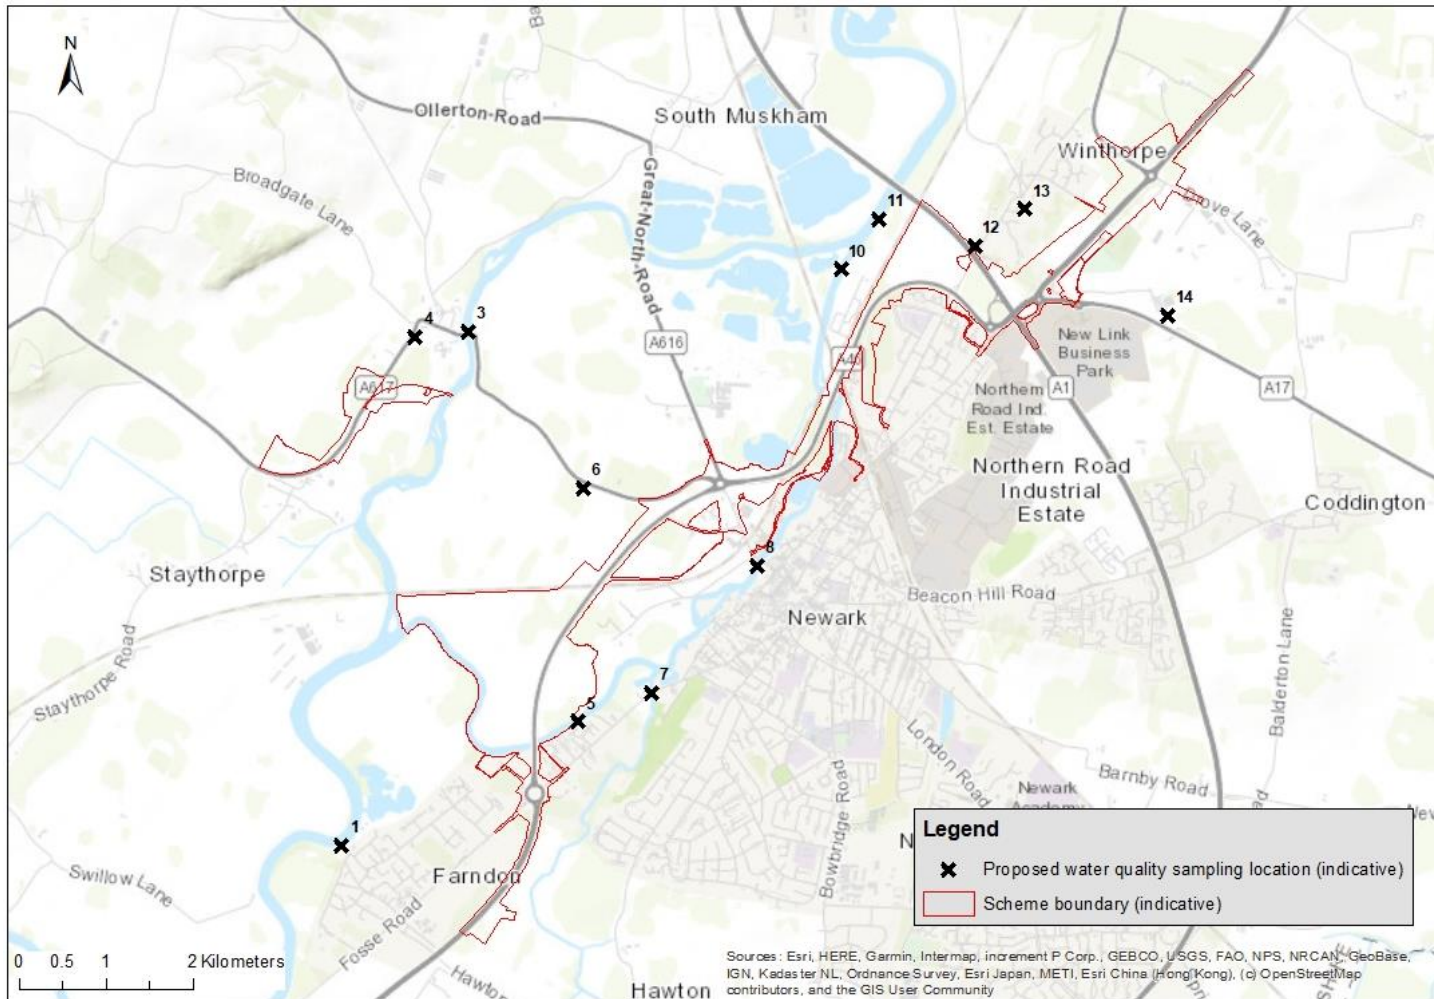 N
Ollerton-Road
South Muskham
Broadgate Lane
Great-North-Road
Winthorpe
Grove Lane
11
13
12
10
14
3
4
A616
A617
A1
A17
New Link
Business
Park
Northern
Road Ind.
Est. Estate
Northern Road
Industrial
Estate
Coddington
6
8
Staythorpe
Newark
Beacon Hill Road
Staythorpe Road
Balderton Lane
7
5
London Road
Bowbridge Road
Barnby Road
Newark
Academy
1
Swillow Lane
Farndon
Fosse Road
Hawton
Legend
Proposed water quality sampling location (indicative)
Scheme boundary (indicative)
0 0.5 1 2 Kilometers
Sources: Esri, HERE, Garmin, Intermap, increment P Corp., GEBCO, USGS, FAO, NPS, NRCAN, GeoBase,
IGN, Kadaster NL, Ordnance Survey, Esri Japan, METI, Esri China (Hong Kong), (c) OpenStreetMap
contributors, and the GIS User Community
Hawton